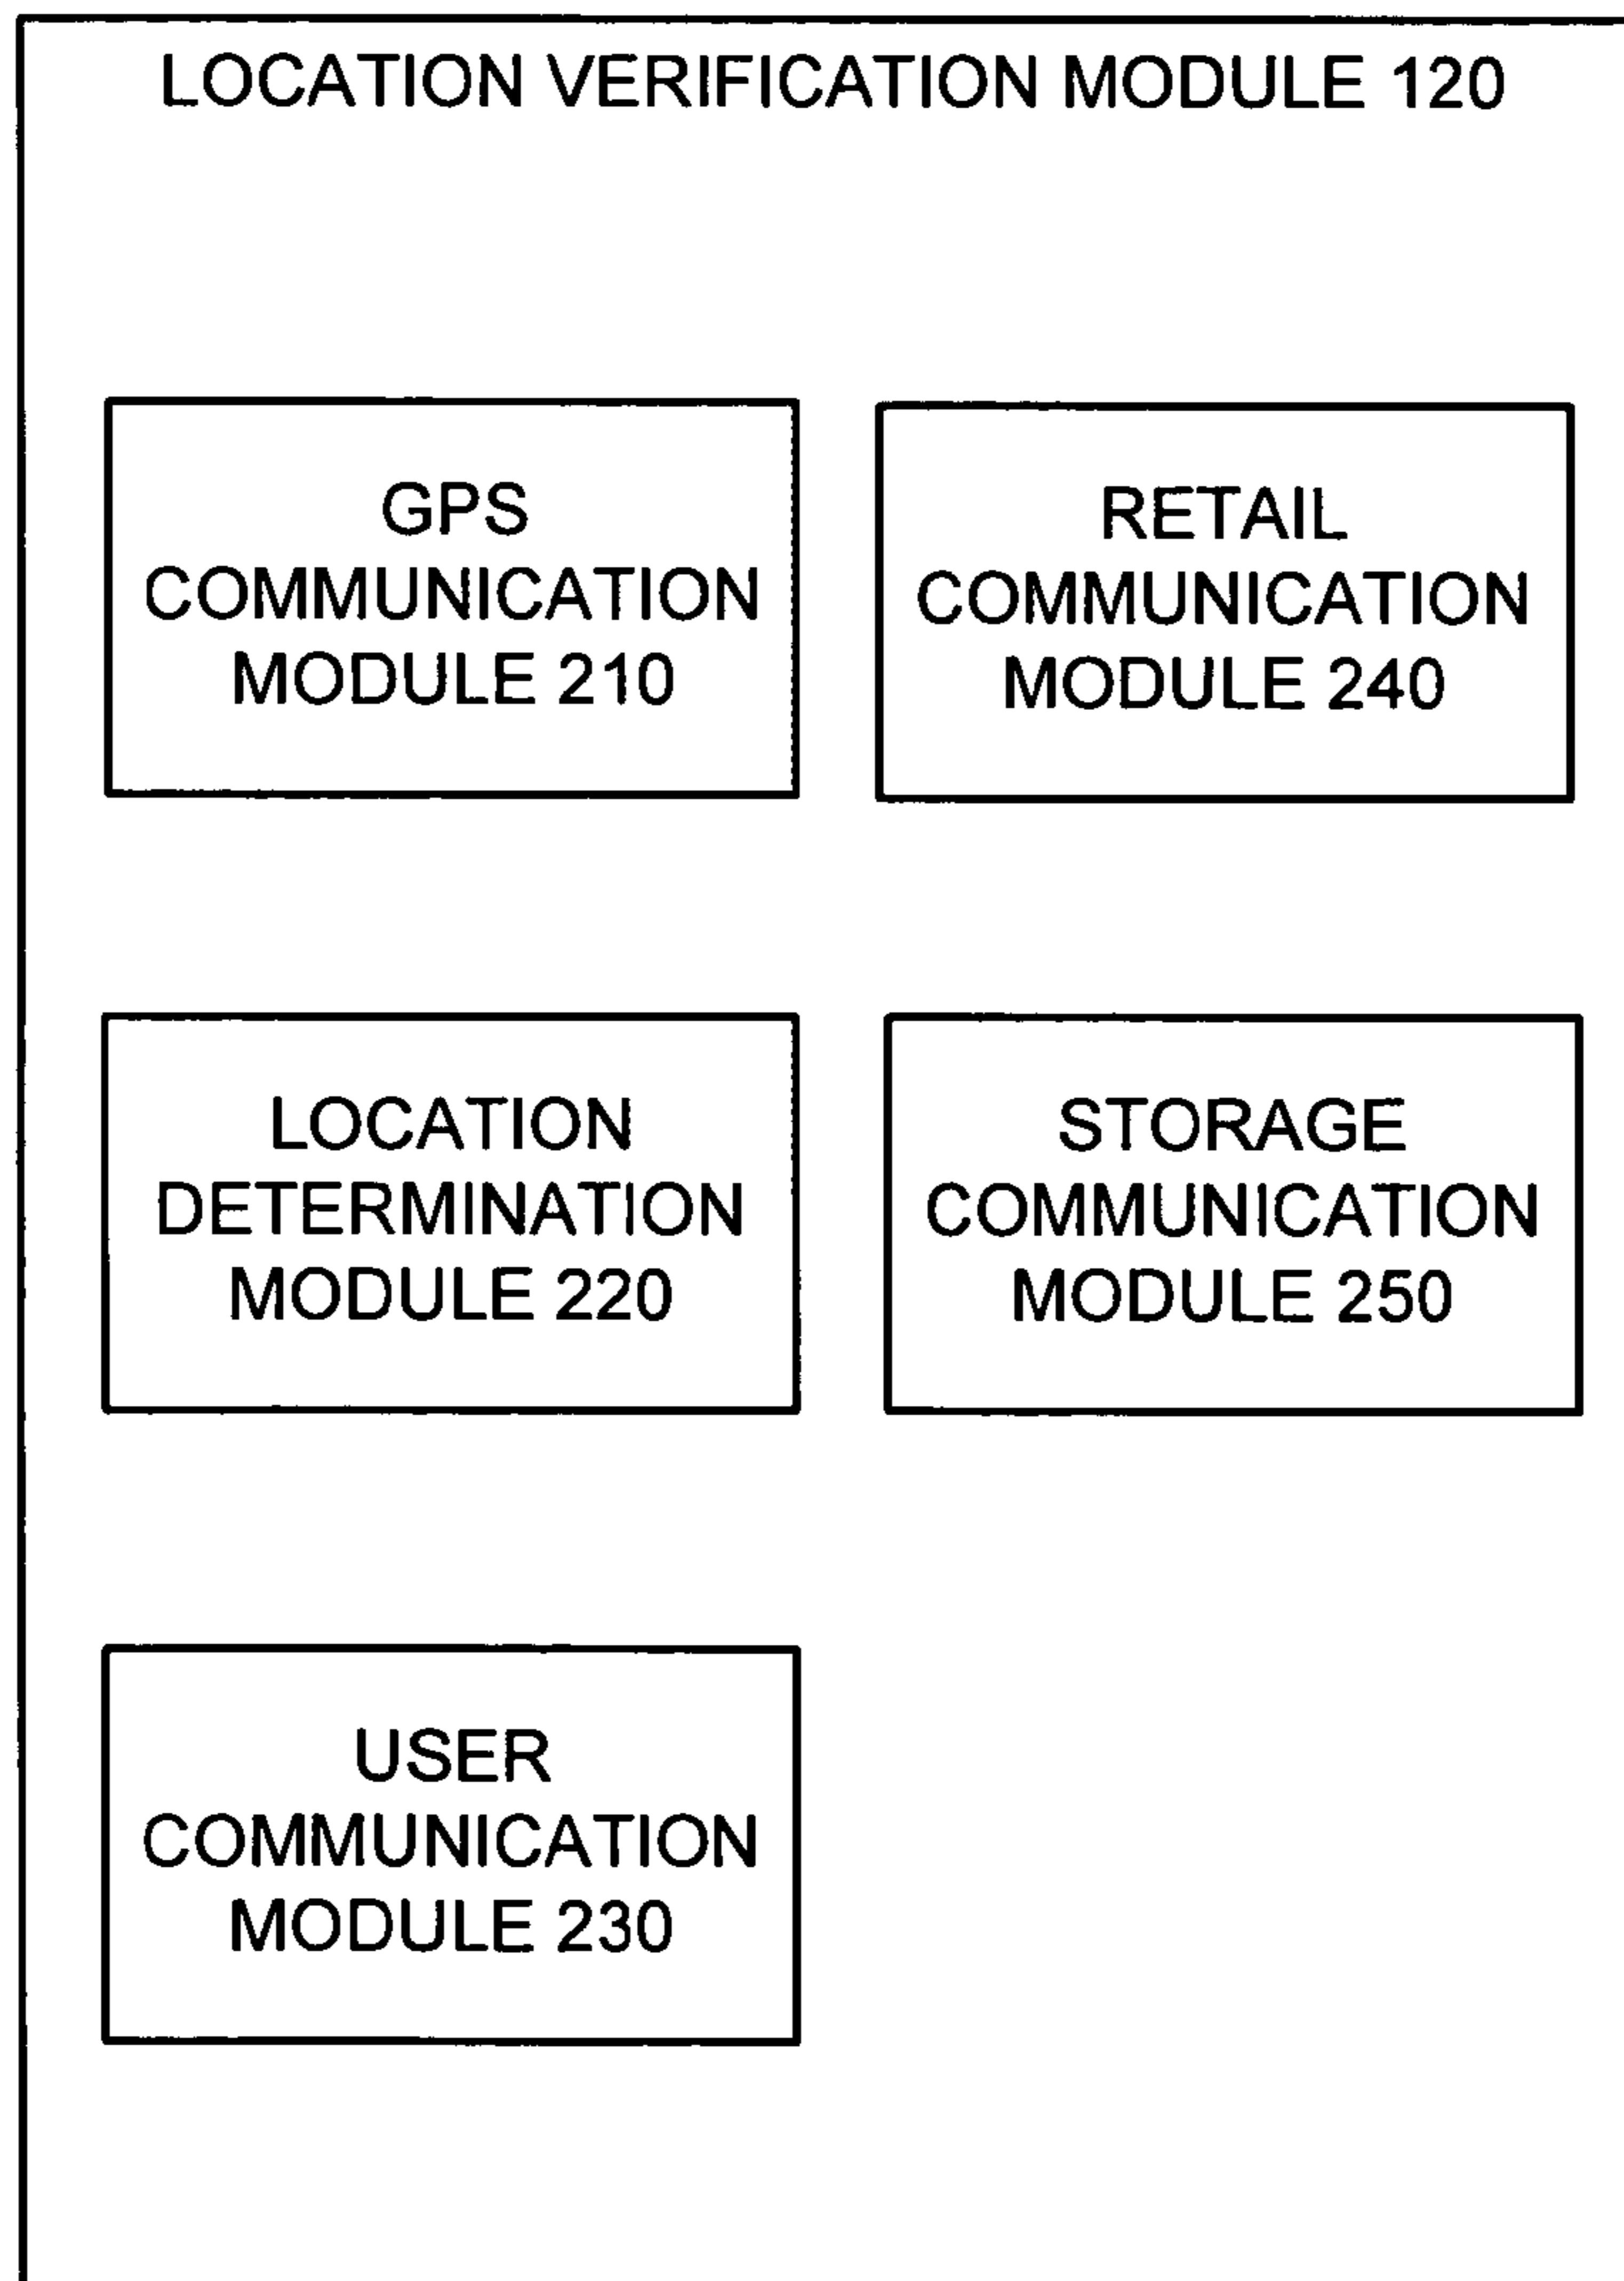 LOCATION VERIFICATION MODULE 120
GPS
COMMUNICATION
MODULE 210
RETAIL
COMMUNICATION
MODULE 240
LOCATION
DETERMINATION
MODULE 220
STORAGE
COMMUNICATION
MODULE 250
USER
COMMUNICATION
MODULE 230